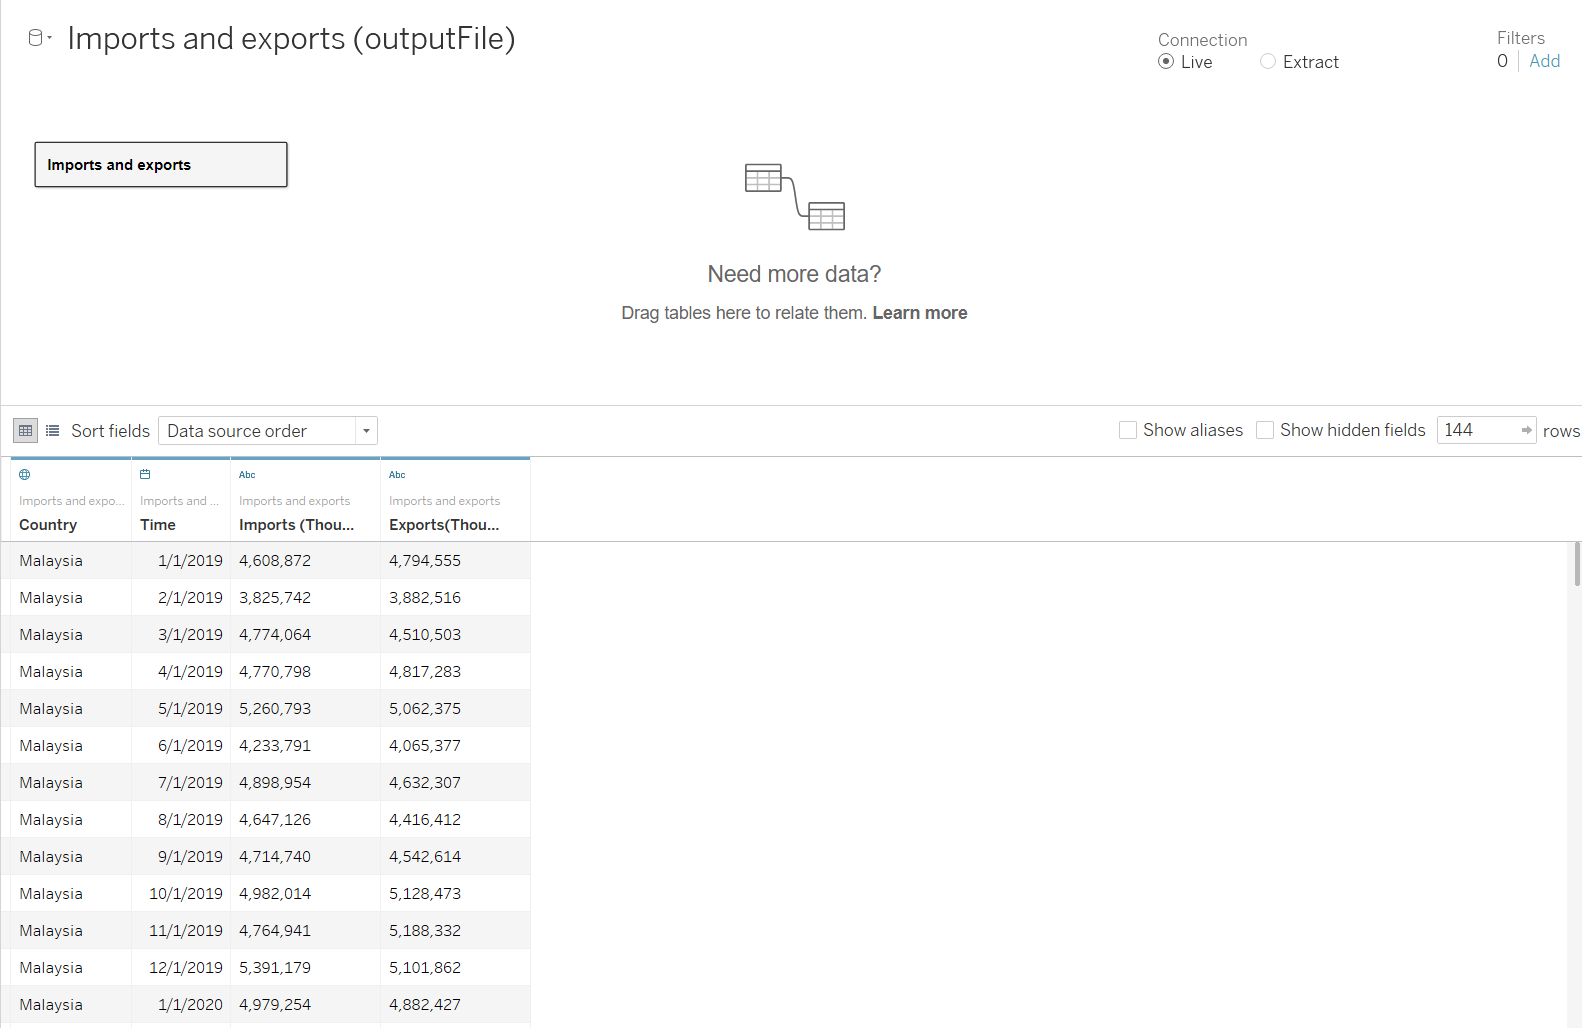 Imports and exports (outputFile)
Connection
Live Extract
Filters
0 Add
Imports and exports
Need more data?
Drag tables here to relate them. Learn more
Sort fields Data source order Show aliases Show hidden fields 144 rows
Abc Abc
Imports and expo... Imports and ... Imports and exports Imports and exports
Country Time Imports (Thou... Exports(Thou...
Malaysia 1/1/2019 4,608,872 4,794,555
Malaysia 2/1/2019 3,825,742 3,882,516
Malaysia 3/1/2019 4,774,064 4,510,503
Malaysia 4/1/2019 4,770,798 4,817,283
Malaysia 5/1/2019 5,260,793 5,062,375
Malaysia 6/1/2019 4,233,791 4,065,377
Malaysia 7/1/2019 4,898,954 4,632,307
Malaysia 8/1/2019 4,647,126 4,416,412
Malaysia 9/1/2019 4,714,740 4,542,614
Malaysia 10/1/2019 4,982,014 5,128,473
Malaysia 11/1/2019 4,764,941 5,188,332
Malaysia 12/1/2019 5,391,179 5,101,862
Malaysia 1/1/2020 4,979,254 4,882,427